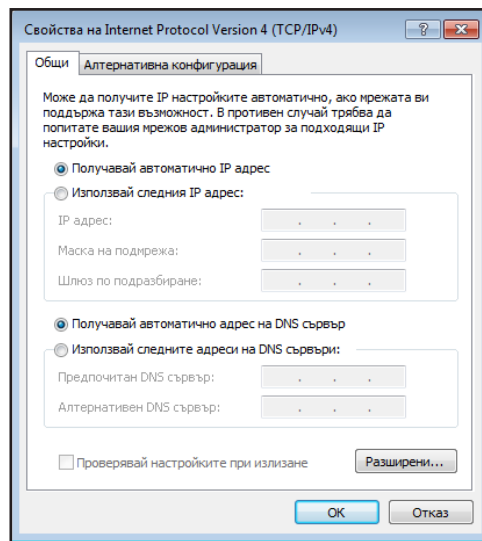 Свойства на Internet Protocol Version 4 (TCP/IPv4)
Общи
Алтернативна конфигурация
Може да получите IP настройките автоматично, ако мрежата ви
поддържа тази възможност. В противен случай трябва да
попитате вашия мрежов администратор за подходящи IP
настройки.
Получавай автоматично IP адрес
Използвай следния IP адрес:
IP адрес:
Маска на подмрежа:
Шлюз по подразбиране:
Получавай автоматично адрес на DNS сървър
Използвай следните адреси на DNS сървъри:
Предпочитан DNS сървър:
Алтернативен DNS сървър:
Проверявай настройките при излизане
Разширени...
OK
Отказ